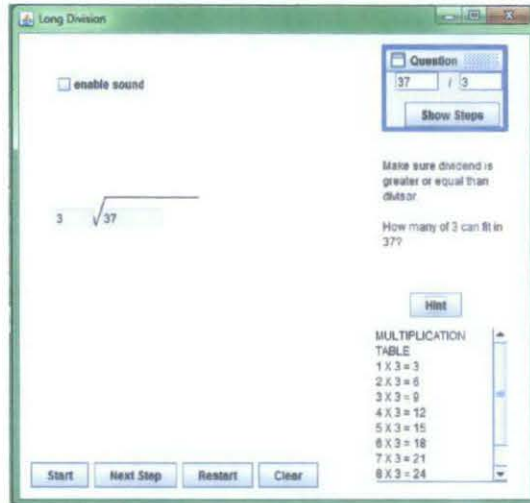 Long Division
enable sound
Question
37 / 3
Show Steps
Make sure dividend is
greater or equal than
divisor
How many of 3 can fit in
37?
3 37
Hint
MULTIPLICATION
TABLE
1 X 3 = 3
2 X 3 = 6
3 X 3 = 9
4 X 3 = 12
5 X 3 = 15
6 X 3 = 18
7 X 3 = 21
8 X 3 = 24
Start Next Step Restart Clear